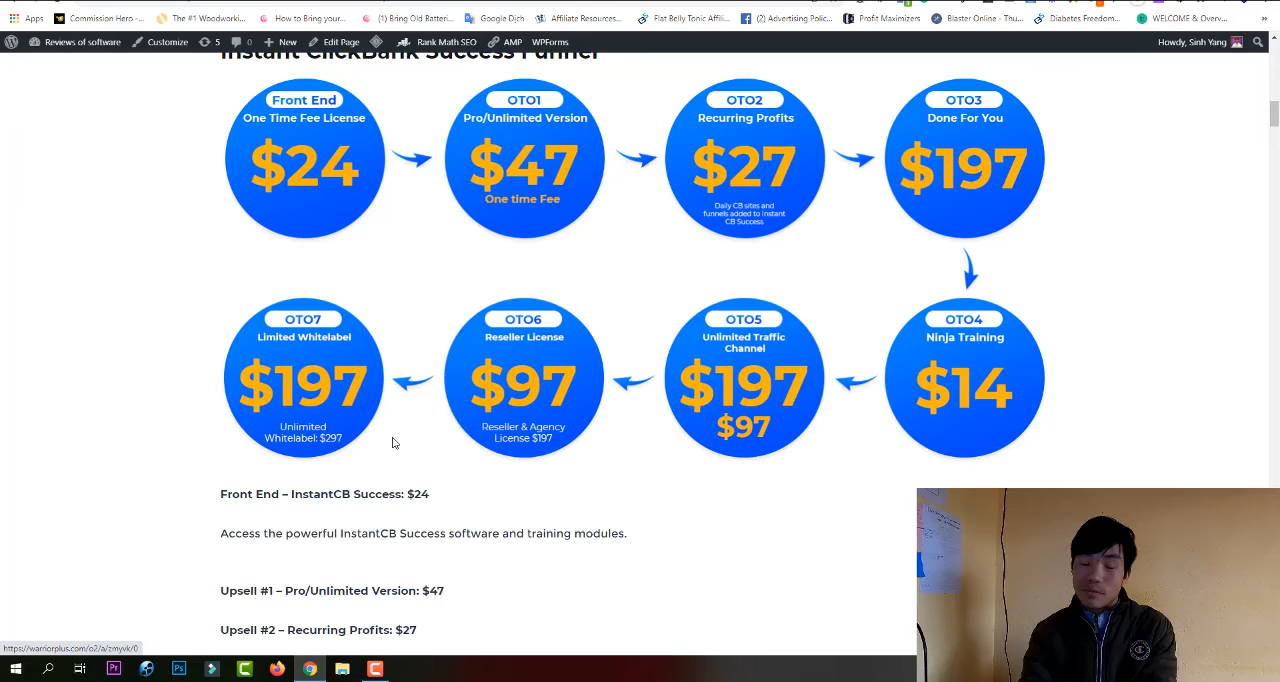 Apps
Commission Hero -...
The #1 Woodworki...
How to Bring your...
(1) Bring Old Batteri...
Google Dịch
Affiliate Resources...
Flat Belly Tonic Affili...
(2) Advertising Polic...
Profit Maximizers
Blaster Online - Thu...
Diabetes Freedom...
WELCOME & Overv...
»
Reviews of software
Customize
5
0
New
Edit Page
Rank Math SEO
AMP
WPForms
Howdy, Sinh Yang
Instant ClickBank Success Funnel
Front End
One Time Fee License
$24
OTO1
Pro/Unlimited Version
$47
One time Fee
OTO2
Recurring Profits
$27
Daily CB sites and
funnels added to Instant
CB Success
OTO3
Done For You
$197
OTO7
Limited Whitelabel
$197
Unlimited
Whitelabel: $297
OTO6
Reseller License
$97
Reseller & Agency
License $197
OTO5
Unlimited Traffic
Channel
$197
$97
OTO4
Ninja Training
$14
Front End – InstantCB Success: $24
Access the powerful InstantCB Success software and training modules.
Upsell #1 – Pro/Unlimited Version: $47
Upsell #2 – Recurring Profits: $27
https://warriorplus.com/o2/a/zmyvk/0